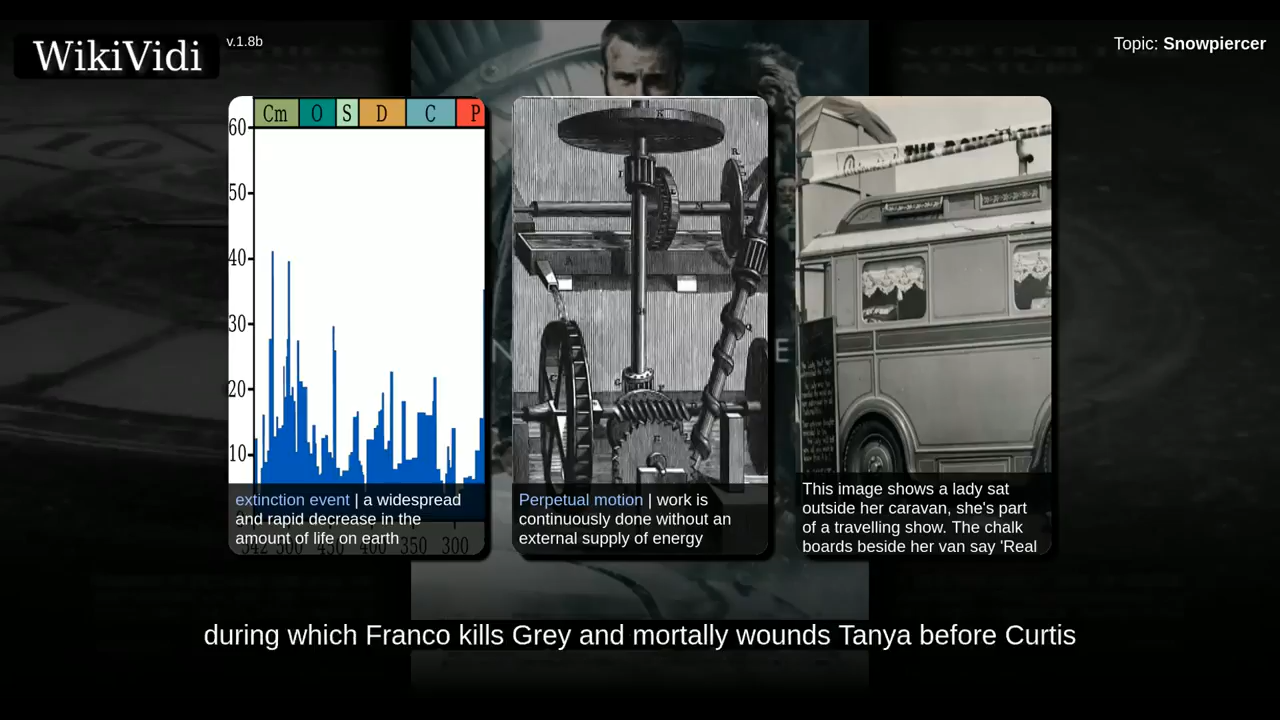 WikiVidi
v.1.8b
Topic: Snowpiercer
Cm O S D C P
60
50
40
30
20
10
extinction event | a widespread
and rapid decrease in the
amount of life on earth
Perpetual motion | work is
continuously done without an
external supply of energy
This image shows a lady sat
outside her caravan, she's part
of a travelling show. The chalk
boards beside her van say 'Real
during which Franco kills Grey and mortally wounds Tanya before Curtis